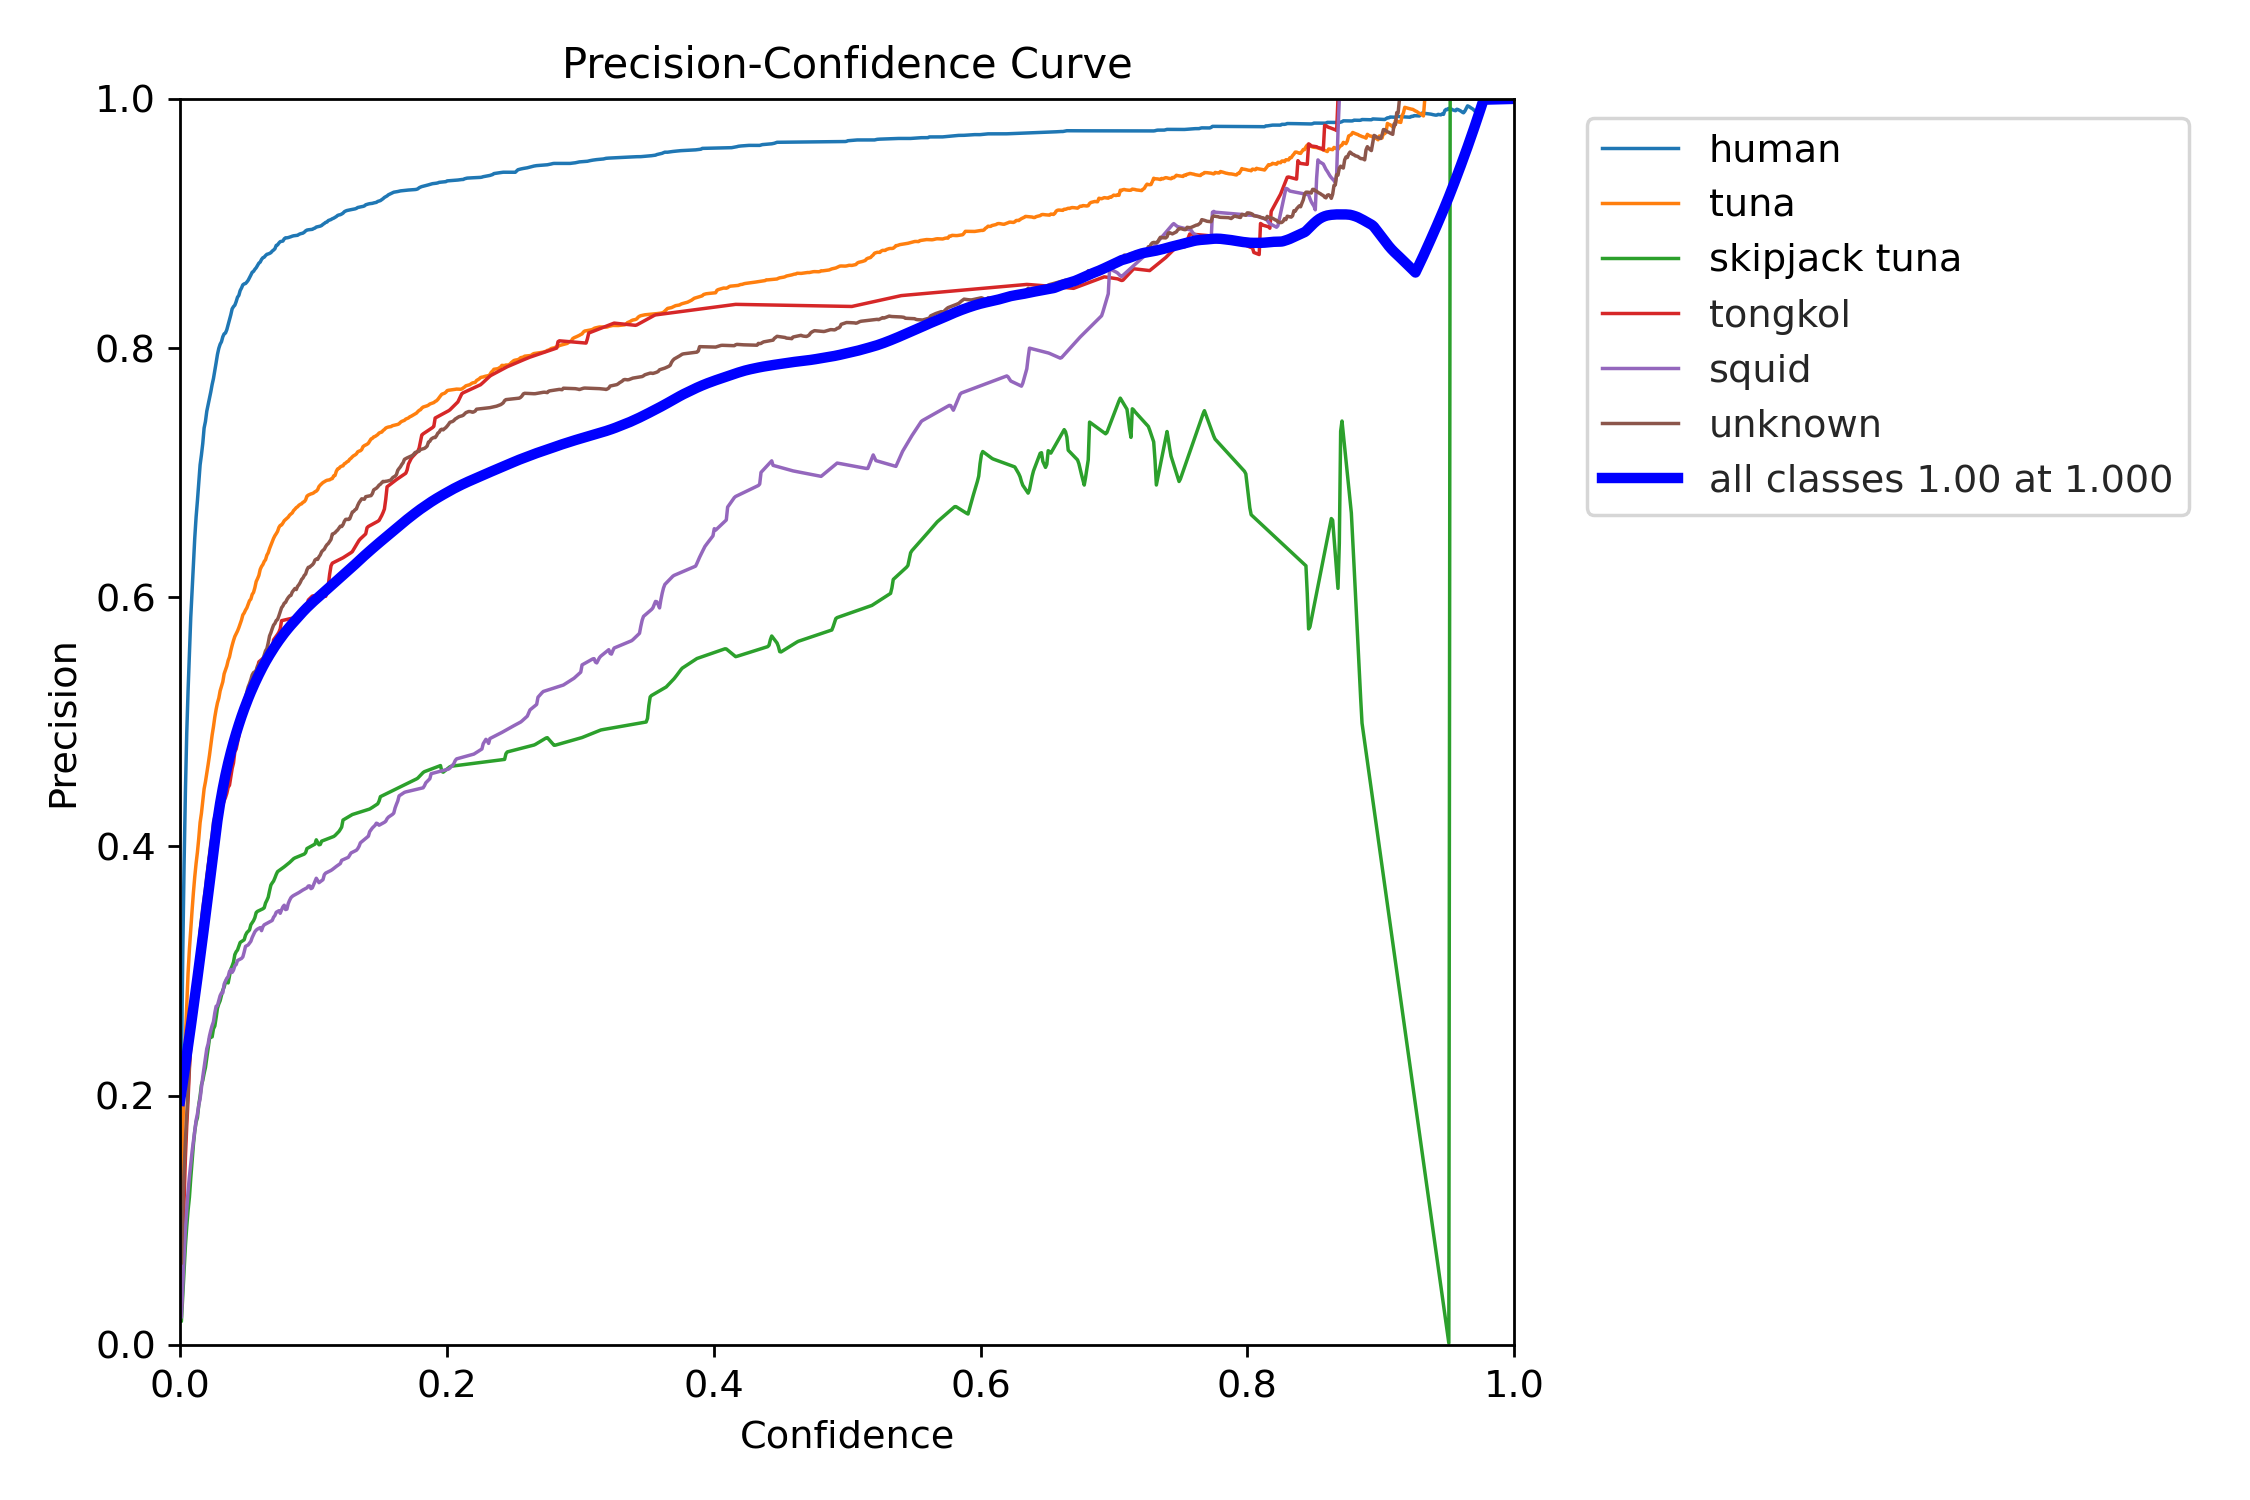 Precision-Confidence Curve
1.0
0.8
0.6
0.4
0.2
0.0
Precision
0.0 0.2 0.4 0.6 0.8 1.0
Confidence
human
tuna
skipjack tuna
tongkol
squid
unknown
all classes 1.00 at 1.000